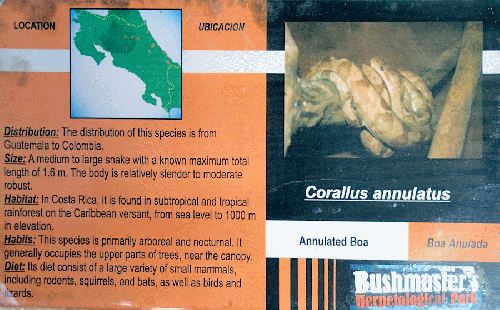 LOCATION
UBICACION
Distribution: The distribution of this species is from
Guatemala to Colombia.
Size: A medium to large snake with a known maximum total
length of 1.6 m. The body is relatively slender to moderate
robust.
Habitat: In Costa Rica, it is found in subtropical and tropical
rainforest on the Caribbean versant, from sea level to 1000 m
in elevation.
Habits: This species is primarily arboreal and nocturnal. It
generally occupies the upper parts of trees, near the canopy.
Diet: Its diet consist of a large variety of small mammals,
including rodents, squirrels, and bats, as well as birds and
lizards.
Corallus annulatus
Annulated Boa
Boa Anulada
Bushmaster's
Herpetological Park